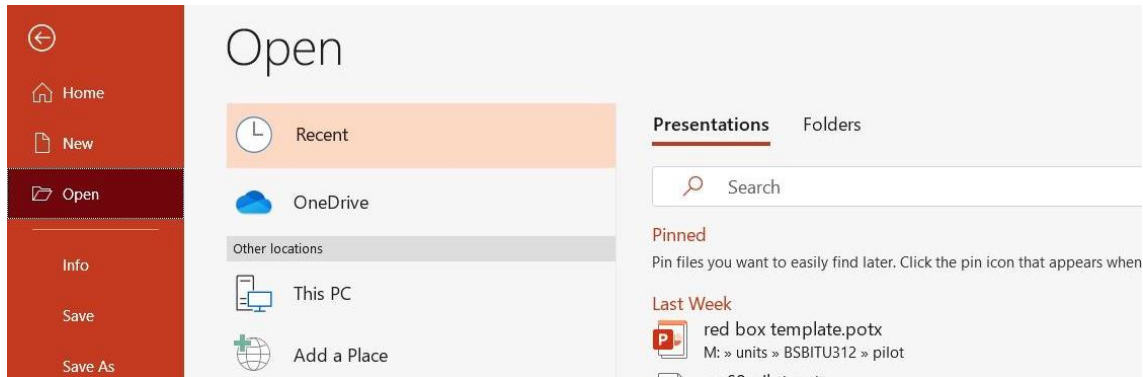 Open
Home
New
Open
Info
Save
Save As
Recent
OneDrive
Other locations
This PC
Add a Place
Presentations Folders
Search
Pinned
Pin files you want to easily find later. Click the pin icon that appears when
Last Week
red box template.potx
M: » units » BSBITU312 » pilot